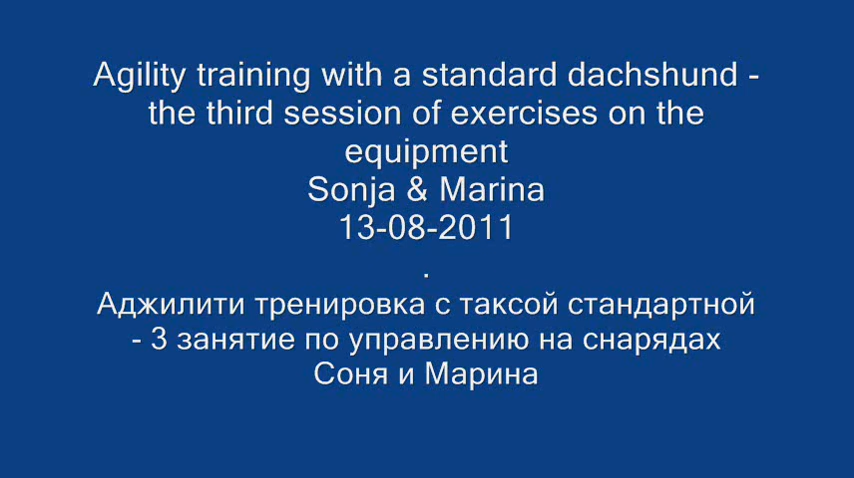 Agility training with a standard dachshund -
the third session of exercises on the
equipment
Sonja & Marina
13-08-2011
.
Аджилити тренировка с таксой стандартной
- 3 занятие по управлению на снарядах
Соня и Марина